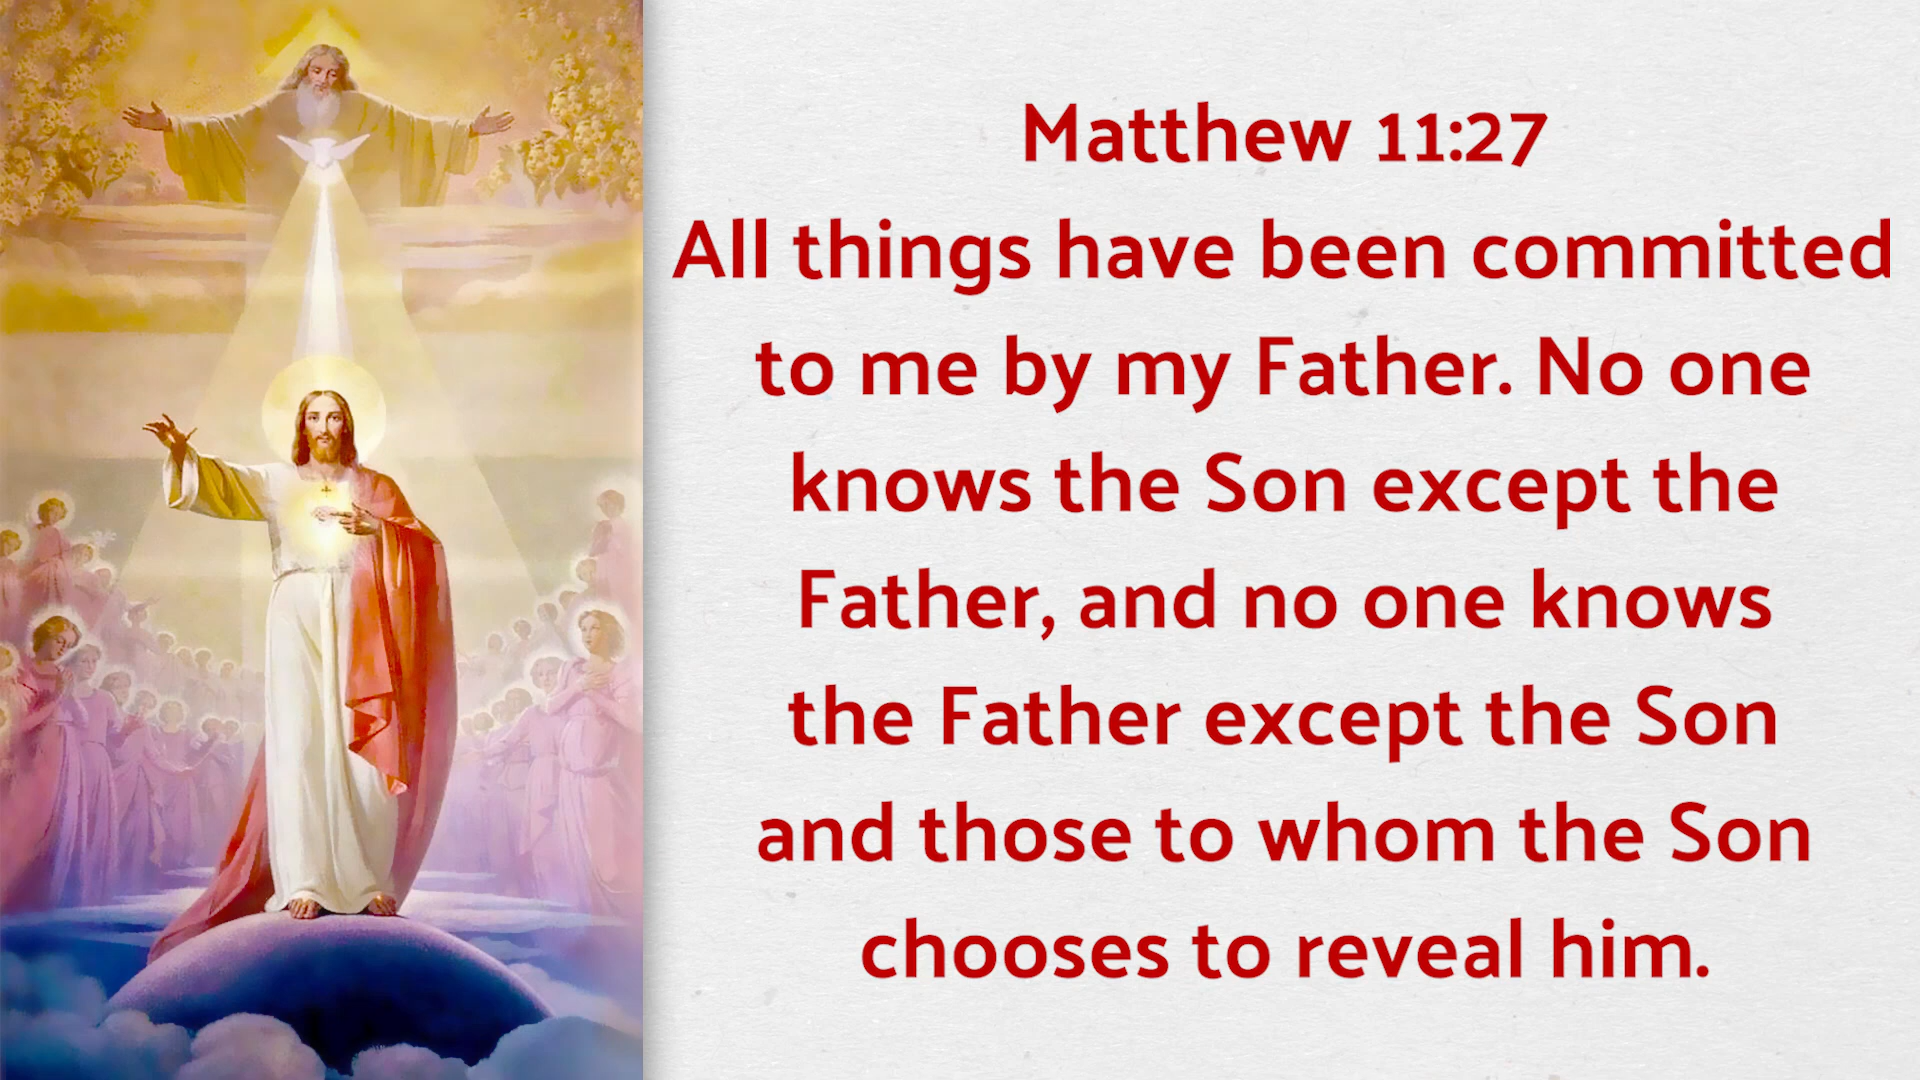 Matthew 11:27
All things have been committed
to me by my Father. No one
knows the Son except the
Father, and no one knows
the Father except the Son
and those to whom the Son
chooses to reveal him.